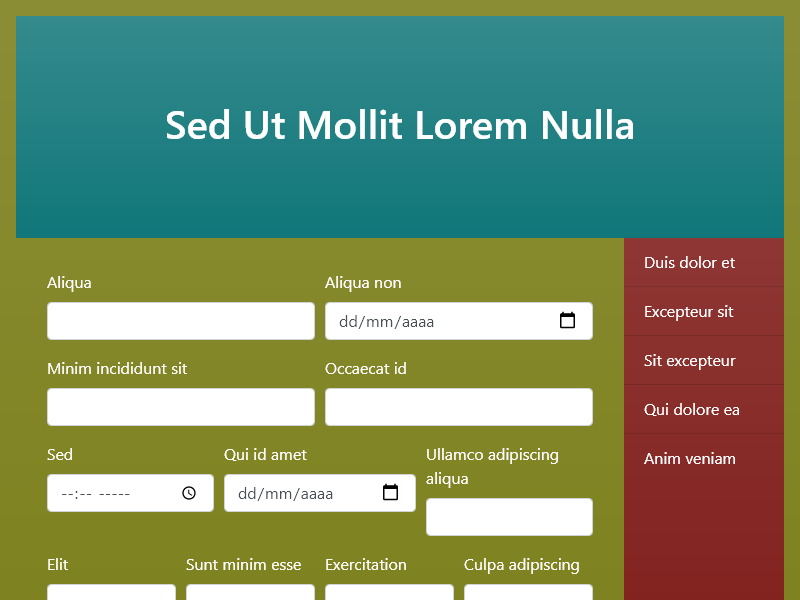 Sed Ut Mollit Lorem Nulla
Aliqua
Aliqua non
dd/mm/aaaa
Minim incididunt sit
Occaecat id
Sed
Qui id amet
Ullamco adipiscing
aliqua
--:-- -----
dd/mm/aaaa
Elit
Sunt minim esse
Exercitation
Culpa adipiscing
Duis dolor et
Excepteur sit
Sit excepteur
Qui dolore ea
Anim veniam